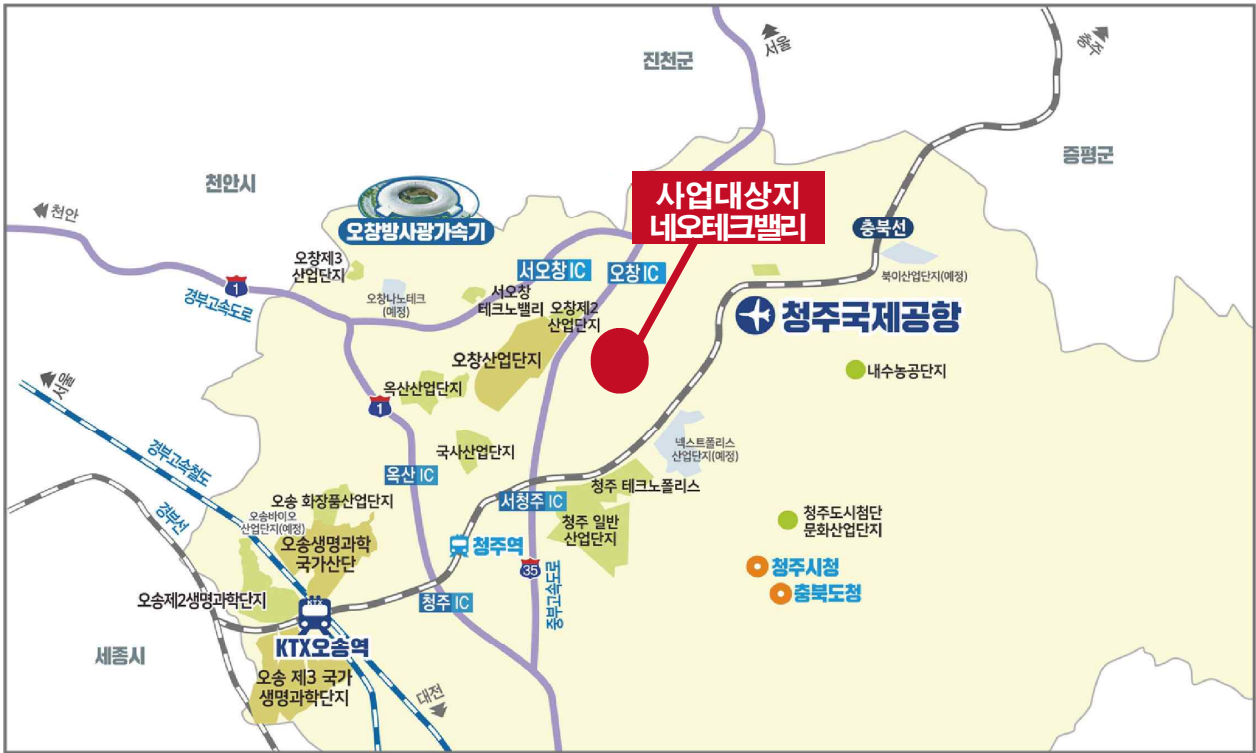 서울
충주
진천군
증평군
천안시
천안
오창방사광가속기
사업대상지
네오테크밸리
충북선
북이산업단지(예정)
오창제3
산업단지
1
경부고속도로
오창나노테크
(예정)
서오창 IC
오창 IC
서오창
테크노밸리
오창제2
산업단지
청주국제공항
오창산업단지
내수농공단지
서울
옥산산업단지
1
경부고속철도
국사산업단지
넥스트폴리스
산업단지(예정)
옥산 IC
청주 테크노폴리스
서청주 IC
오송 화장품산업단지
경부선
오송바이오
산업단지(예정)
오송생명과학
국가산단
청주 일반
산업단지
청주도시첨단
문화산업단지
청주역
35
중부고속도로
청주시청
충북도청
오송제2생명과학단지
청주 IC
KTX
KTX오송역
세종시
오송 제3 국가
생명과학단지
대전